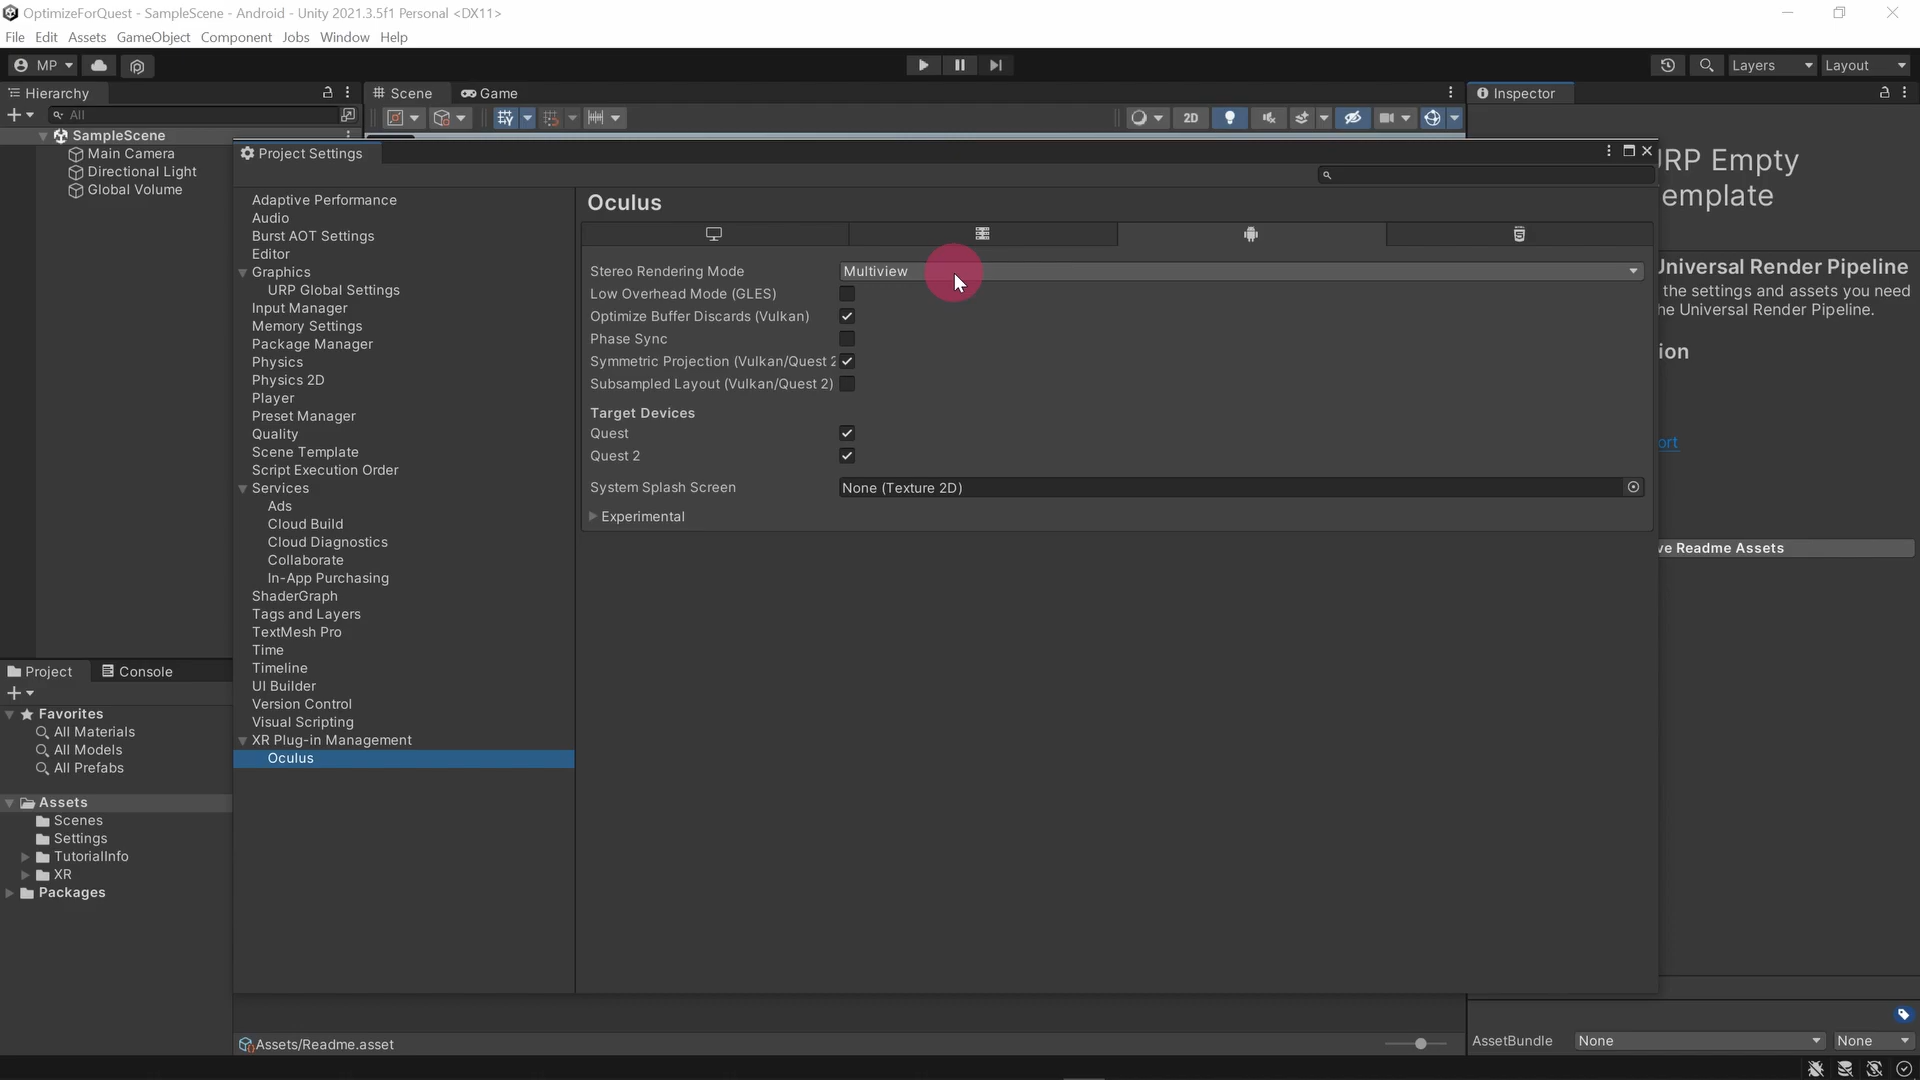 OptimizeForQuest - SampleScene - Android - Unity 2021.3.5f1 Personal <DX11>
File Edit Assets GameObject Component Jobs Window Help
MP
Layers
Layout
Hierarchy
Scene
Game
Inspector
All
2D
SampleScene
Main Camera
Directional Light
Global Volume
Project Settings
Adaptive Performance
Audio
Burst AOT Settings
Editor
Graphics
URP Global Settings
Input Manager
Memory Settings
Package Manager
Physics
Physics 2D
Player
Preset Manager
Quality
Scene Template
Script Execution Order
Services
Ads
Cloud Build
Cloud Diagnostics
Collaborate
In-App Purchasing
ShaderGraph
Tags and Layers
TextMesh Pro
Time
Timeline
UI Builder
Version Control
Visual Scripting
XR Plug-in Management
Oculus
Oculus
Stereo Rendering Mode
Multiview
Low Overhead Mode (GLES)
Optimize Buffer Discards (Vulkan)
Phase Sync
Symmetric Projection (Vulkan/Quest 2
Subsampled Layout (Vulkan/Quest 2)
Target Devices
Quest
Quest 2
System Splash Screen
None (Texture 2D)
Experimental
URP Empty
emplate
Universal Render Pipeline
the settings and assets you need
he Universal Render Pipeline.
ion
ort
ve Readme Assets
Project
Console
Favorites
All Materials
All Models
All Prefabs
Assets
Scenes
Settings
TutorialInfo
XR
Packages
Assets/Readme.asset
AssetBundle
None
None